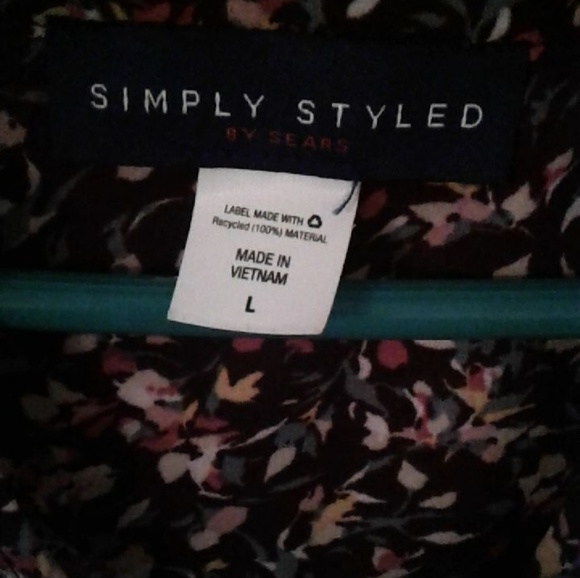 SIMPLY STYLED
BY SEARS
LABEL MADE WITH
Recycled (100%) MATERIAL
MADE IN
VIETNAM
L